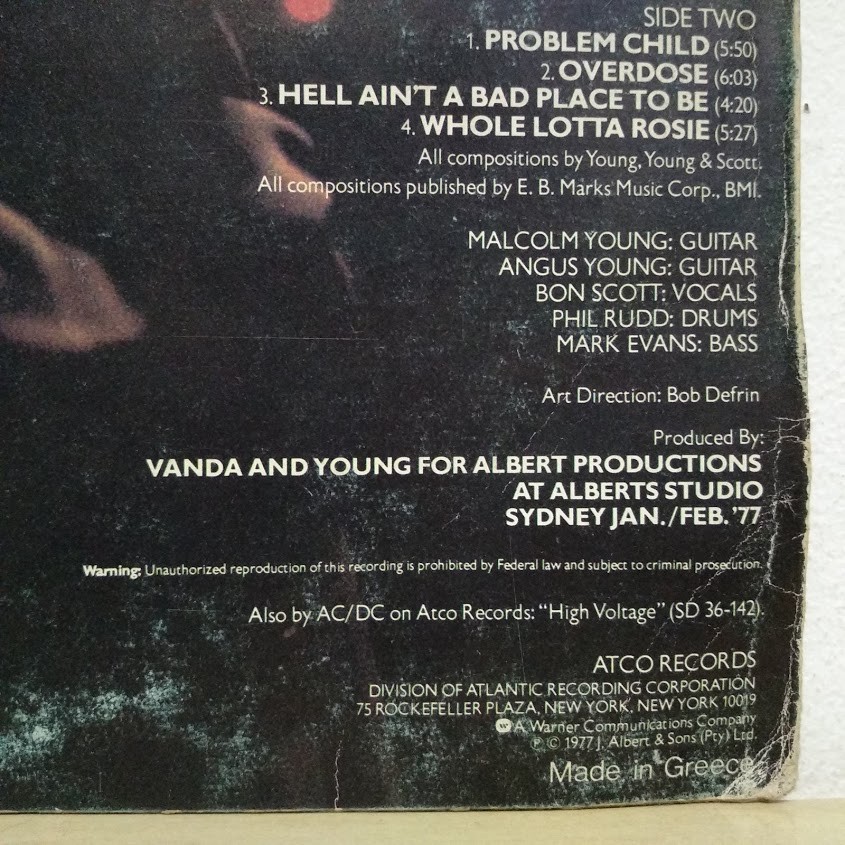 SIDE TWO
1. PROBLEM CHILD (5:50)
2. OVERDOSE (6:03)
3. HELL AIN'T A BAD PLACE TO BE (4:20)
4. WHOLE LOTTA ROSIE (5:27)
All compositions by Young, Young & Scott.
All compositions published by E. B. Marks Music Corp., BMI.
MALCOLM YOUNG: GUITAR
ANGUS YOUNG: GUITAR
BON SCOTT: VOCALS
PHIL RUDD: DRUMS
MARK EVANS: BASS
Art Direction: Bob Defrin
Produced By:
VANDA AND YOUNG FOR ALBERT PRODUCTIONS
AT ALBERTS STUDIO
SYDNEY JAN./FEB. '77
Warning: Unauthorized reproduction of this recording is prohibited by Federal law and subject to criminal prosecution.
Also by AC/DC on Atco Records: "High Voltage" (SD 36-142).
ATCO RECORDS
DIVISION OF ATLANTIC RECORDING CORPORATION
75 ROCKEFELLER PLAZA, NEW YORK, NEW YORK 10019
A Warner Communications Company
℗ © 1977 J. Albert & Sons (Pty) Ltd.
Made in Greece